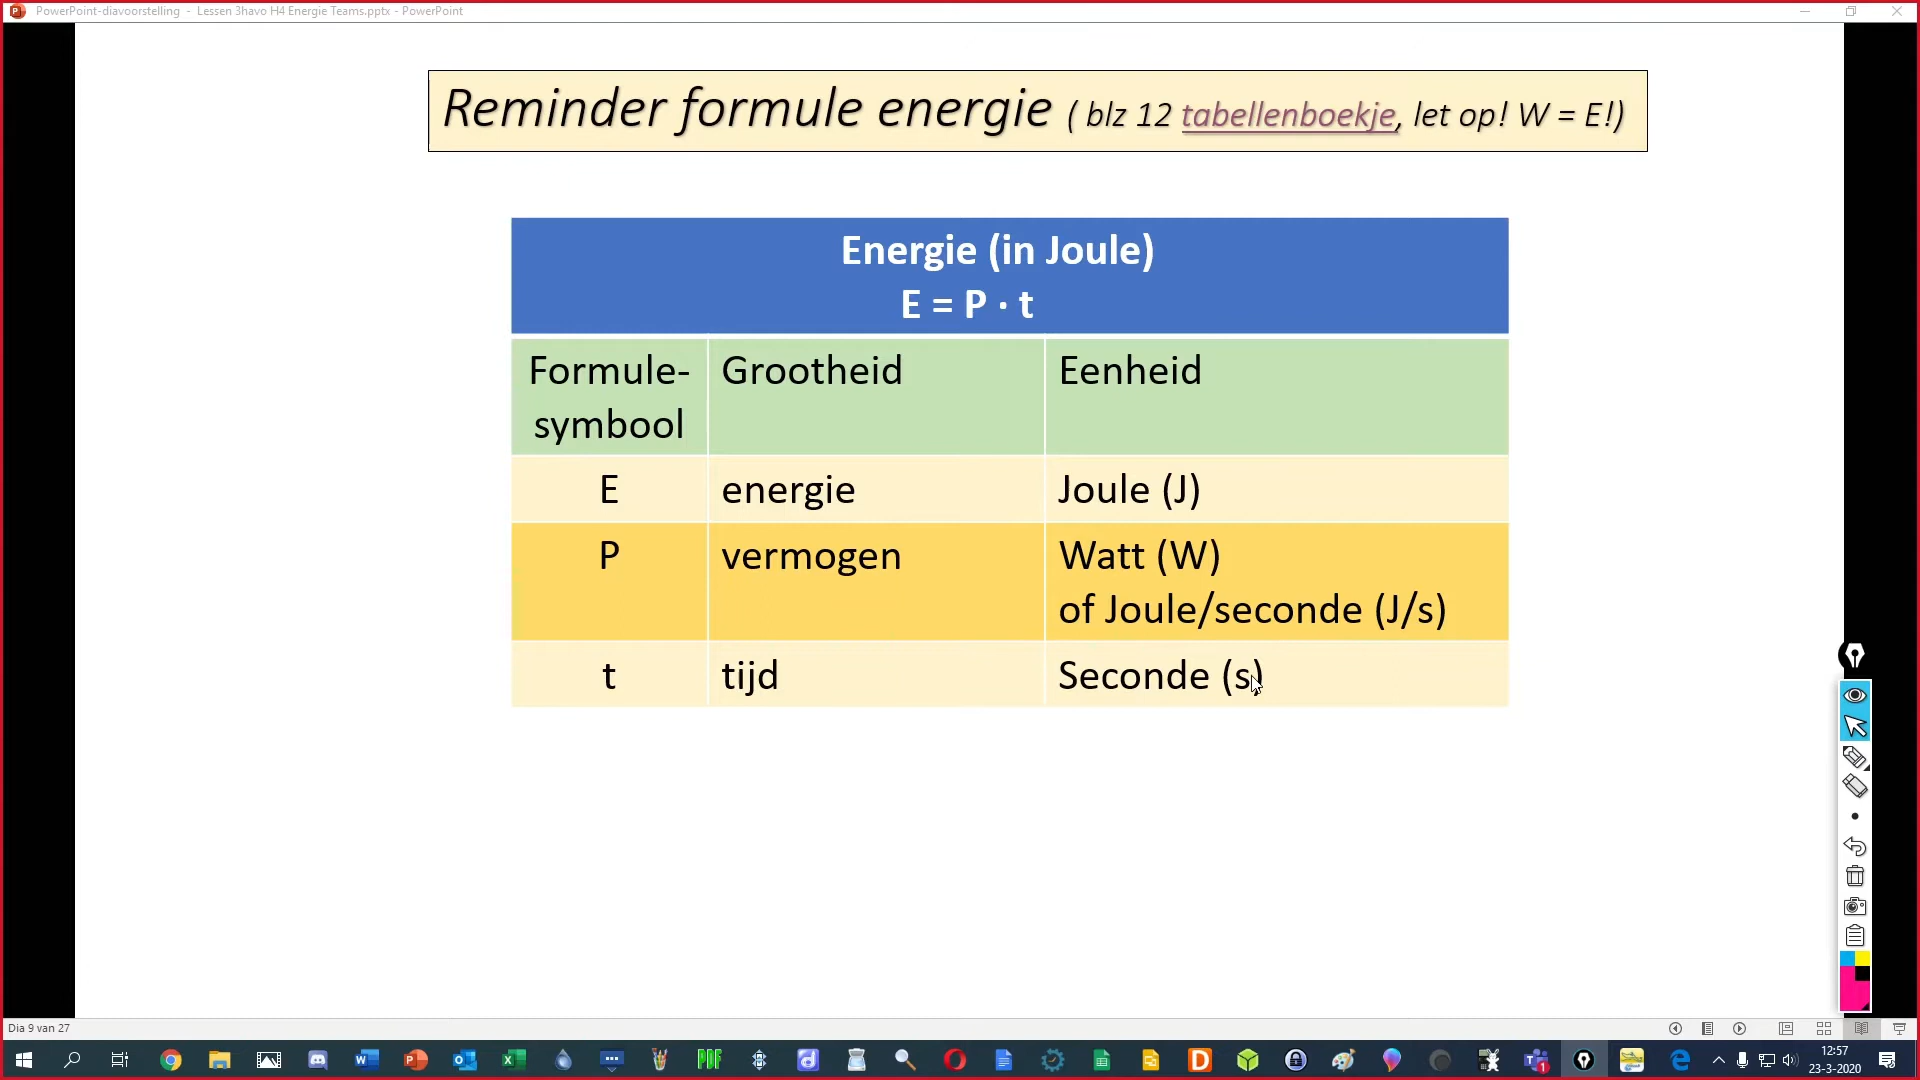 PowerPoint-diavoorstelling - Lessen 3havo H4 Energie Teams.pptx - PowerPoint
Reminder formule energie ( blz 12 tabellenboekje, let op! W = E!)
Energie (in Joule)
E = P · t
Formule-
symbool
Grootheid
Eenheid
E
energie
Joule (J)
P
vermogen
Watt (W)
of Joule/seconde (J/s)
t
tijd
Seconde (s)
Dia 9 van 27
PDF
12:57
23-3-2020